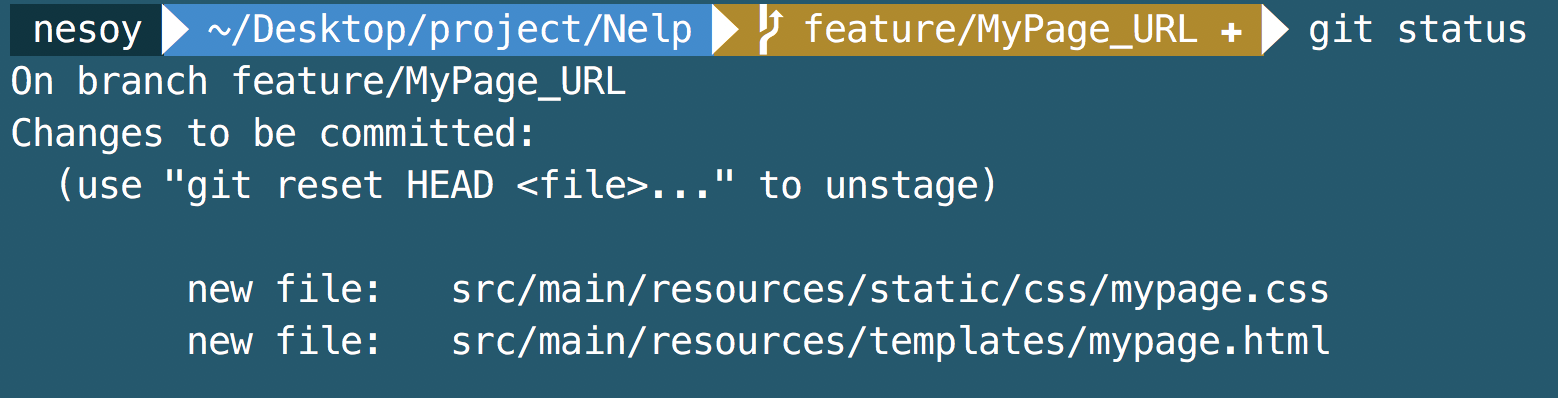 nesoy ~/Desktop/project/Nelp feature/MyPage_URL ✚ git status
On branch feature/MyPage_URL
Changes to be committed:
  (use "git reset HEAD <file>..." to unstage)
        new file:   src/main/resources/static/css/mypage.css
        new file:   src/main/resources/templates/mypage.html